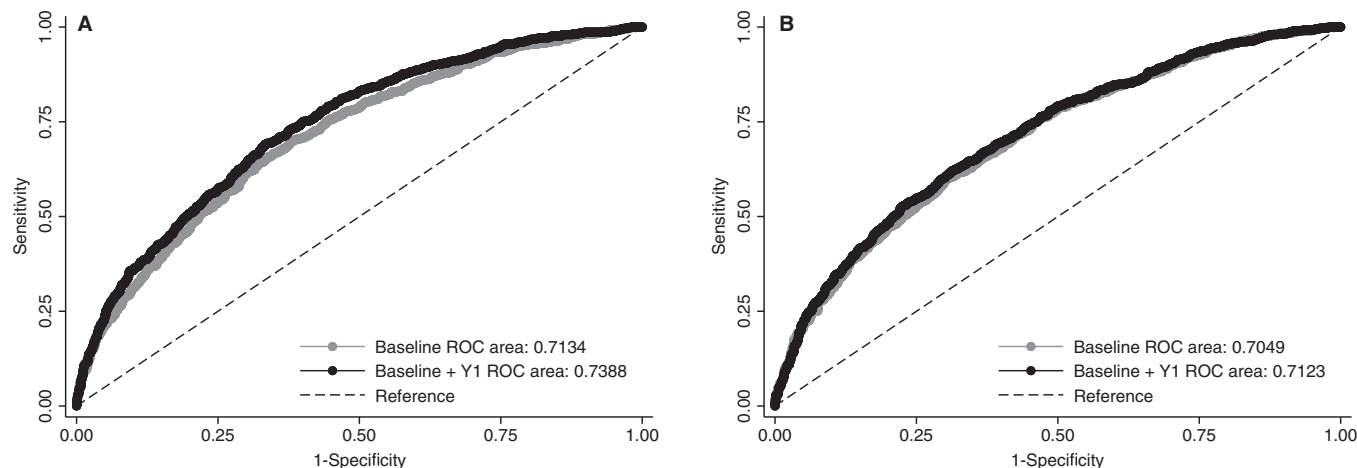 A
1.00
0.75
0.50
0.25
0.00
Sensitivity
Baseline ROC area: 0.7134
Baseline + Y1 ROC area: 0.7388
Reference
0.00 0.25 0.50 0.75 1.00
1-Specificity
B
1.00
0.75
0.50
0.25
0.00
Sensitivity
Baseline ROC area: 0.7049
Baseline + Y1 ROC area: 0.7123
Reference
0.00 0.25 0.50 0.75 1.00
1-Specificity